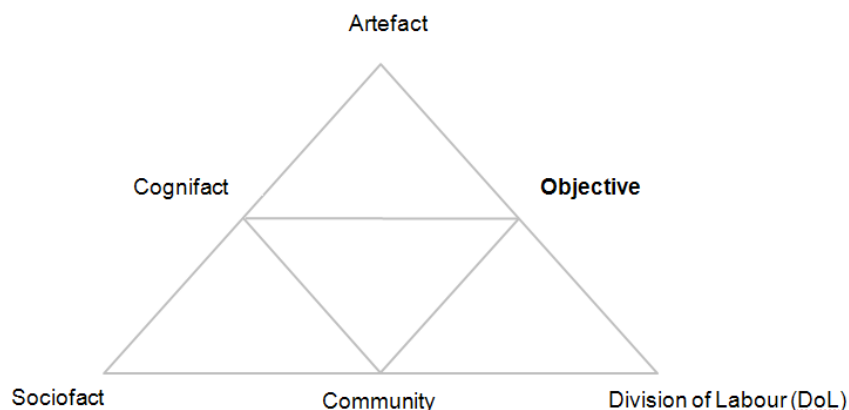 Artefact
Cognifact
Objective
Sociofact
Community
Division of Labour (DoL)